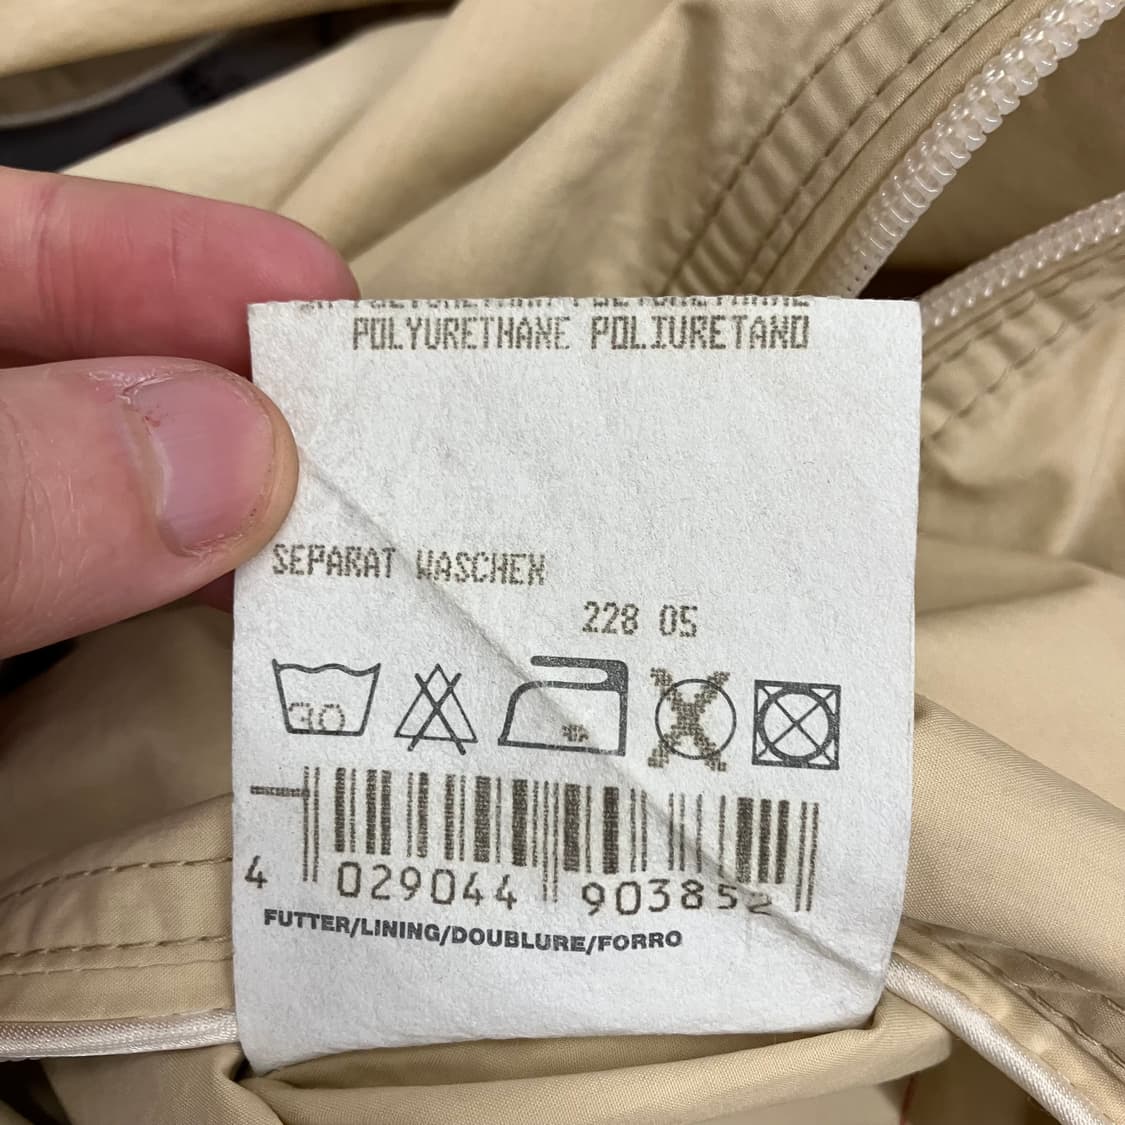 POLYURETHANE POLIURETANO
SEPARAT WASCHEN
228 05
30
4 029044 903852
FUTTER/LINING/DOUBLURE/FORRO